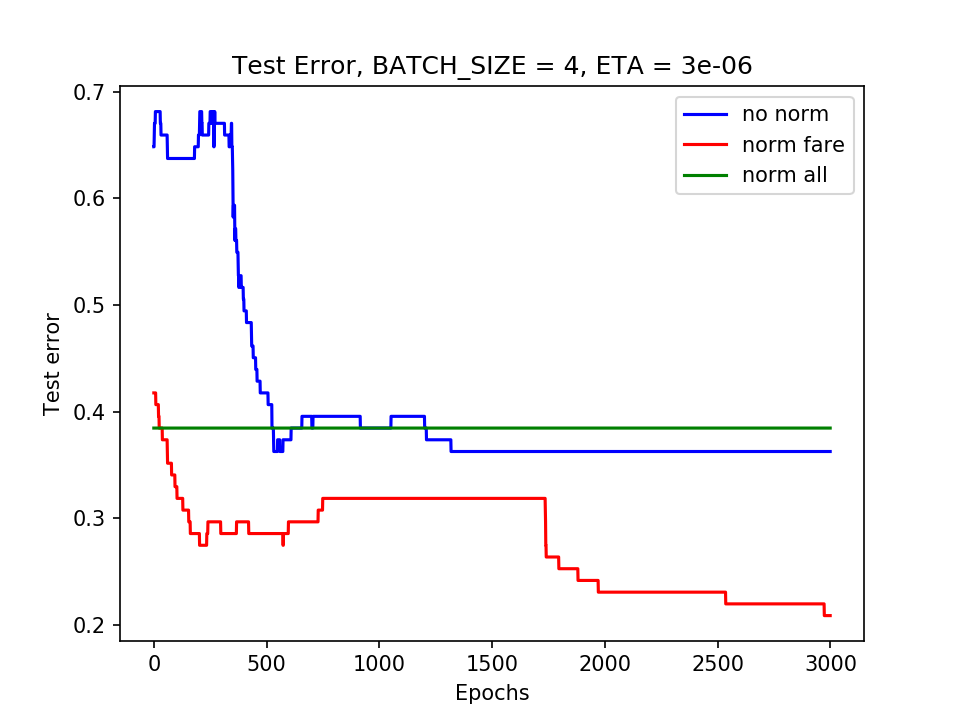 Test Error, BATCH_SIZE = 4, ETA = 3e-06
no norm
norm fare
norm all
Test error
0.7
0.6
0.5
0.4
0.3
0.2
0 500 1000 1500 2000 2500 3000
Epochs